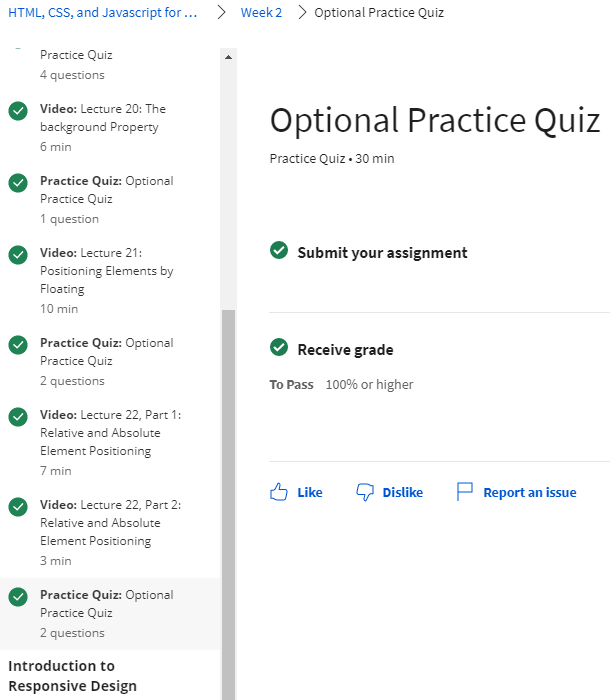 HTML, CSS, and Javascript for ... > Week 2 > Optional Practice Quiz
Practice Quiz
4 questions
Video: Lecture 20: The
background Property
6 min
Practice Quiz: Optional
Practice Quiz
1 question
Video: Lecture 21:
Positioning Elements by
Floating
10 min
Practice Quiz: Optional
Practice Quiz
2 questions
Video: Lecture 22, Part 1:
Relative and Absolute
Element Positioning
7 min
Video: Lecture 22, Part 2:
Relative and Absolute
Element Positioning
3 min
Practice Quiz: Optional
Practice Quiz
2 questions
Introduction to
Responsive Design
Optional Practice Quiz
Practice Quiz • 30 min
Submit your assignment
Receive grade
To Pass 100% or higher
Like Dislike Report an issue